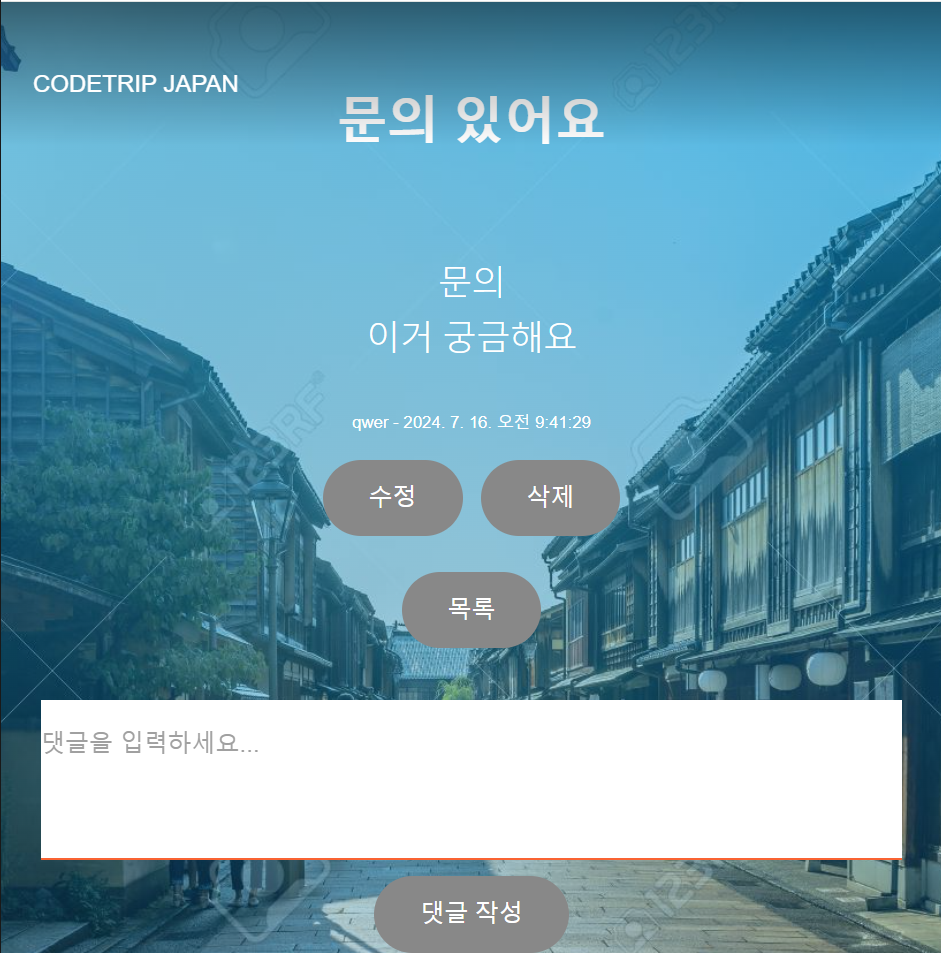 CODETRIP JAPAN
문의 있어요
문의
이거 궁금해요
qwer - 2024. 7. 16. 오전 9:41:29
수정 삭제
목록
댓글을 입력하세요...
댓글 작성
123RF